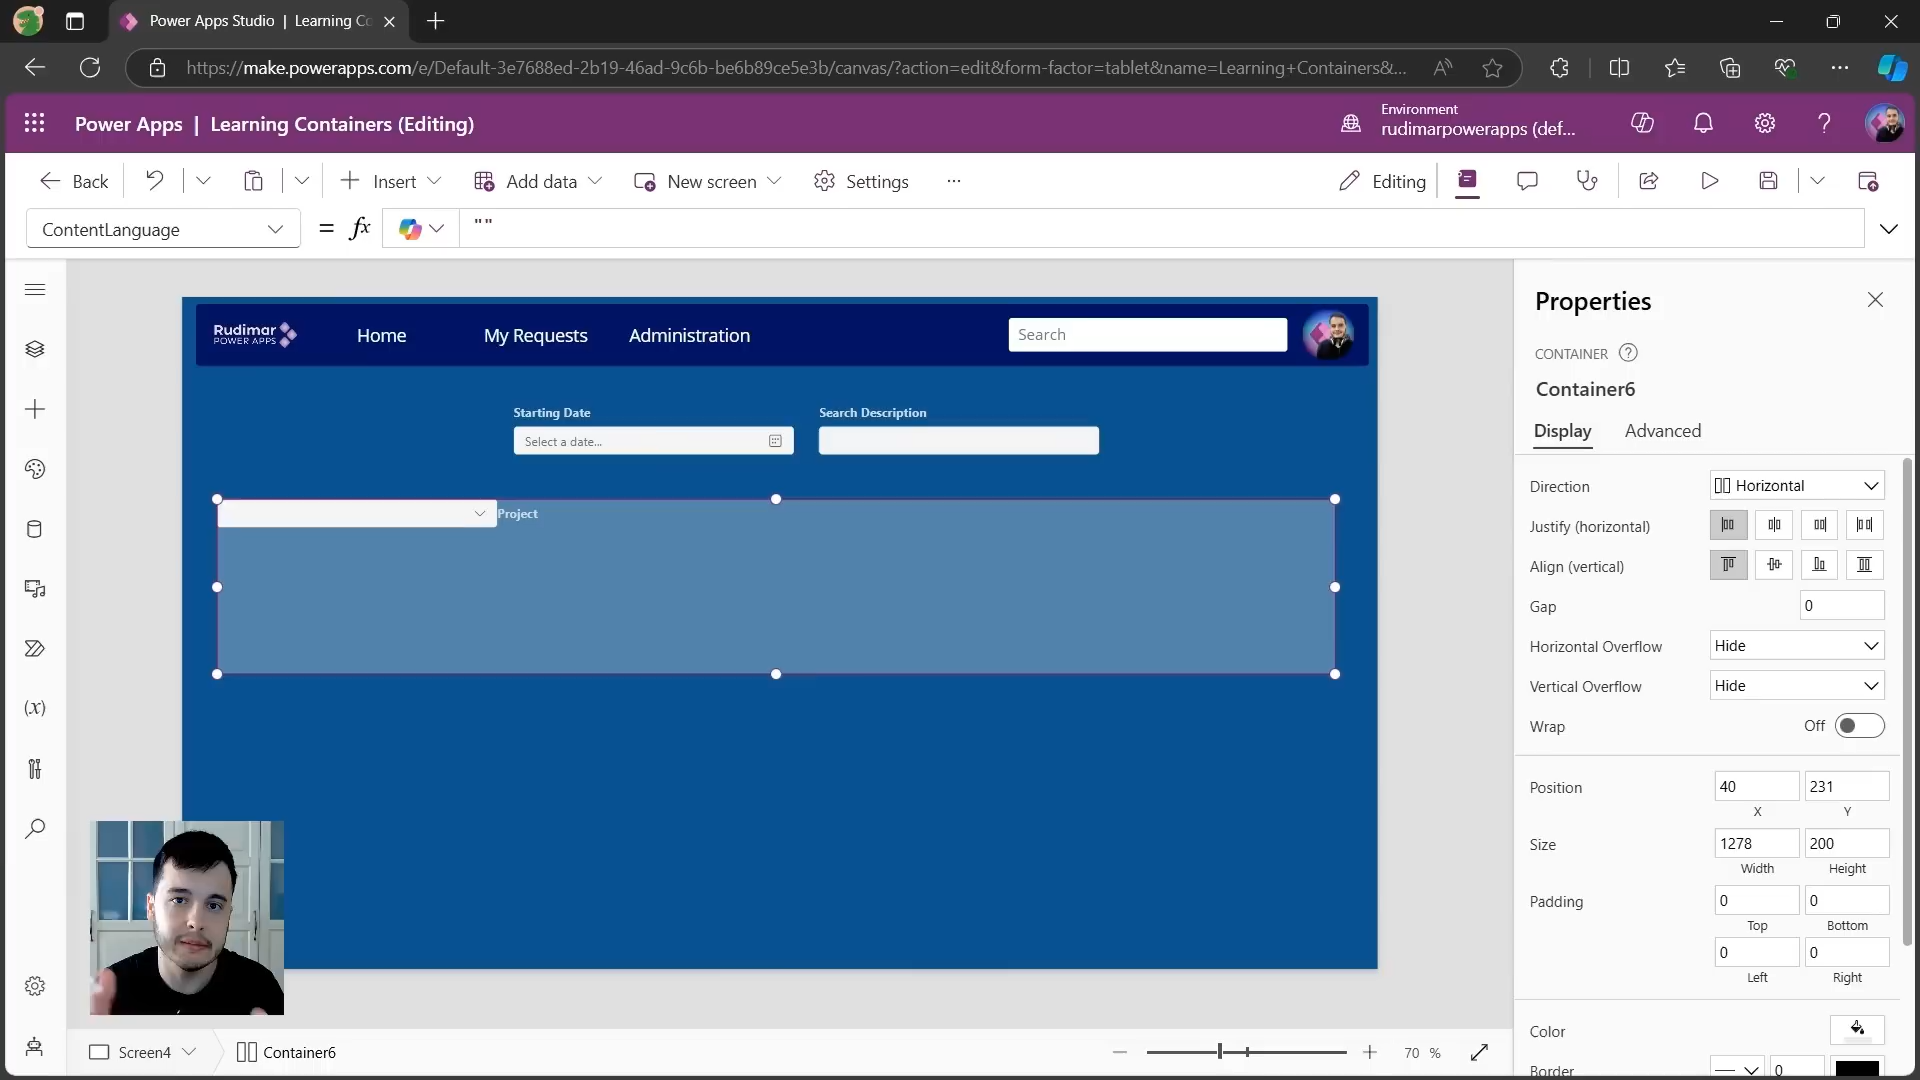 Power Apps Studio | Learning Co
https://make.powerapps.com/e/Default-3e7688ed-2b19-46ad-9c6b-be6b89ce5e3b/canvas/?action=edit&form-factor=tablet&name=Learning+Containers&...
Power Apps | Learning Containers (Editing)
Environment
rudimarpowerapps (def...
Back
Insert
Add data
New screen
Settings
...
Editing
ContentLanguage
= fx
""
Rudimar
POWER APPS
Home
My Requests
Administration
Search
Starting Date
Search Description
Select a date...
Project
Properties
CONTAINER
Container6
Display
Advanced
Direction
Horizontal
Justify (horizontal)
Align (vertical)
Gap
0
Horizontal Overflow
Hide
Vertical Overflow
Hide
Wrap
Off
Position
40
231
X
Y
Size
1278
200
Width
Height
Padding
0
0
Top
Bottom
0
0
Left
Right
Color
Border
0
Screen4
Container6
70 %